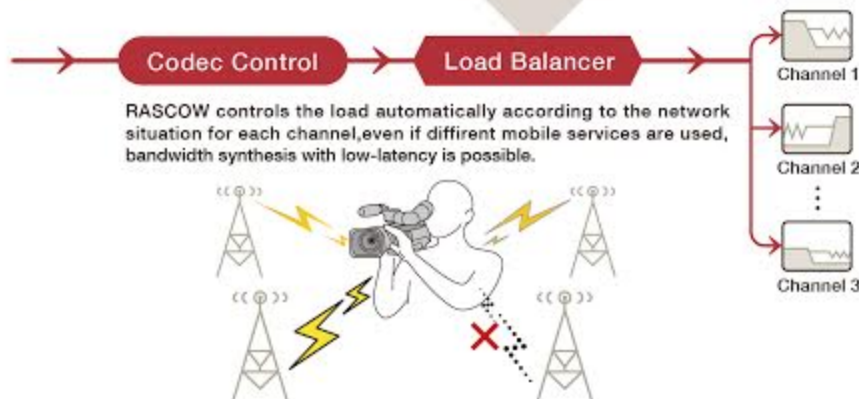 Codec Control
Load Balancer
Channel 1
RASCOW controls the load automatically according to the network
situation for each channel,even if diffirent mobile services are used,
bandwidth synthesis with low-latency is possible.
Channel 2
Channel 3